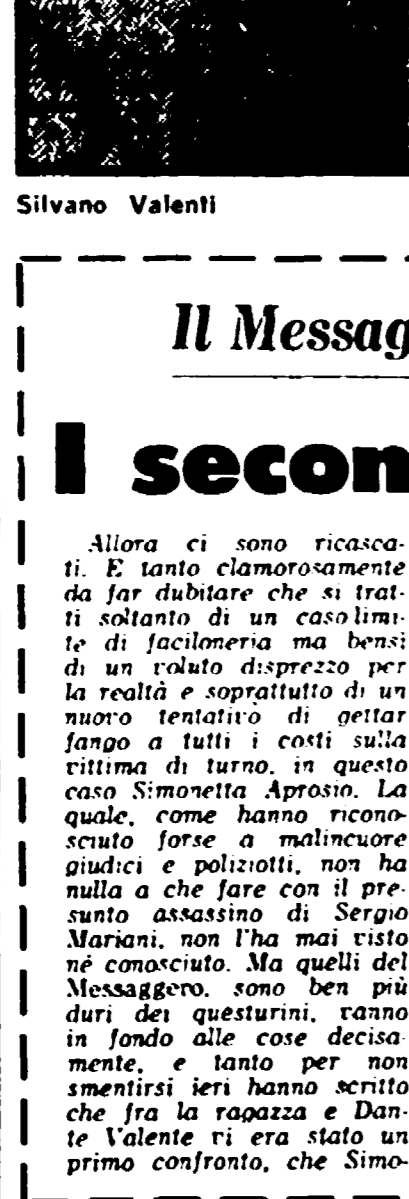 Silvano Valenti
Il Messag
I secon
Allora ci sono ricasca-
ti. E tanto clamorosamente
da far dubitare che si trat-
ti soltanto di un caso limi-
te di faciloneria ma bensì
di un voluto disprezzo per
la realtà e soprattutto di un
nuovo tentativo di gettar
fango a tutti i costi sulla
vittima di turno, in questo
caso Simonetta Aprosio. La
quale, come hanno ricono-
sciuto forse a malincuore
giudici e poliziotti, non ha
nulla a che fare con il pre-
sunto assassino di Sergio
Mariani, non l'ha mai visto
né conosciuto. Ma quelli del
Messaggero, sono ben più
duri dei questurini, vanno
in fondo alle cose decisa-
mente, e tanto per non
smentirsi ieri hanno scritto
che fra la ragazza e Dan-
te Valente vi era stato un
primo confronto, che Simo-